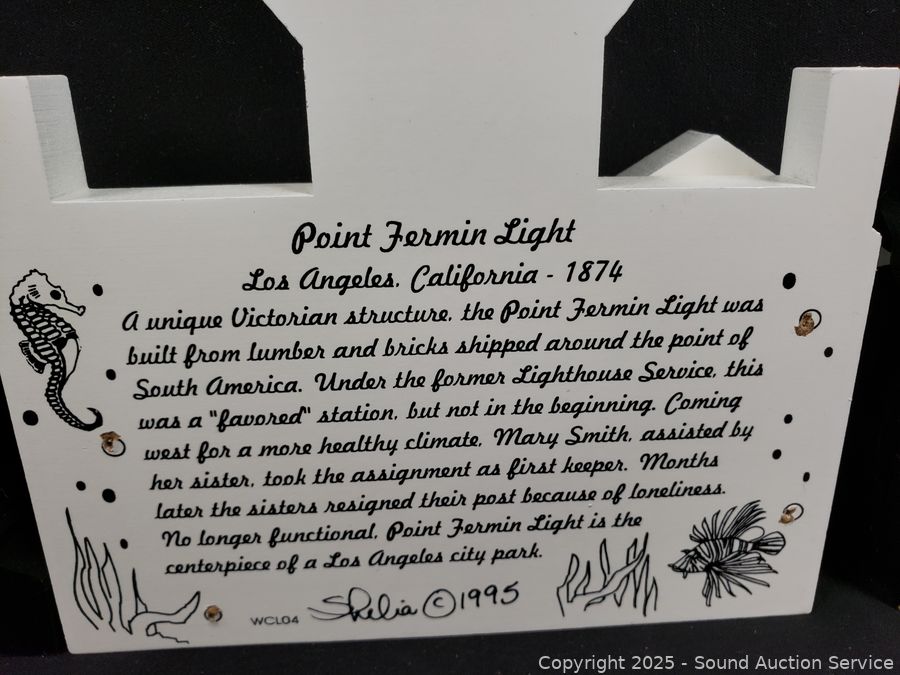 Point Fermin Light
Los Angeles, California - 1874
A unique Victorian structure, the Point Fermin Light was
built from lumber and bricks shipped around the point of
South America. Under the former Lighthouse Service, this
was a "favored" station, but not in the beginning. Coming
west for a more healthy climate, Mary Smith, assisted by
her sister, took the assignment as first keeper. Months
later the sisters resigned their post because of loneliness.
No longer functional, Point Fermin Light is the
centerpiece of a Los Angeles city park.
WCL04 Shelia ©1995
Copyright 2025 - Sound Auction Service